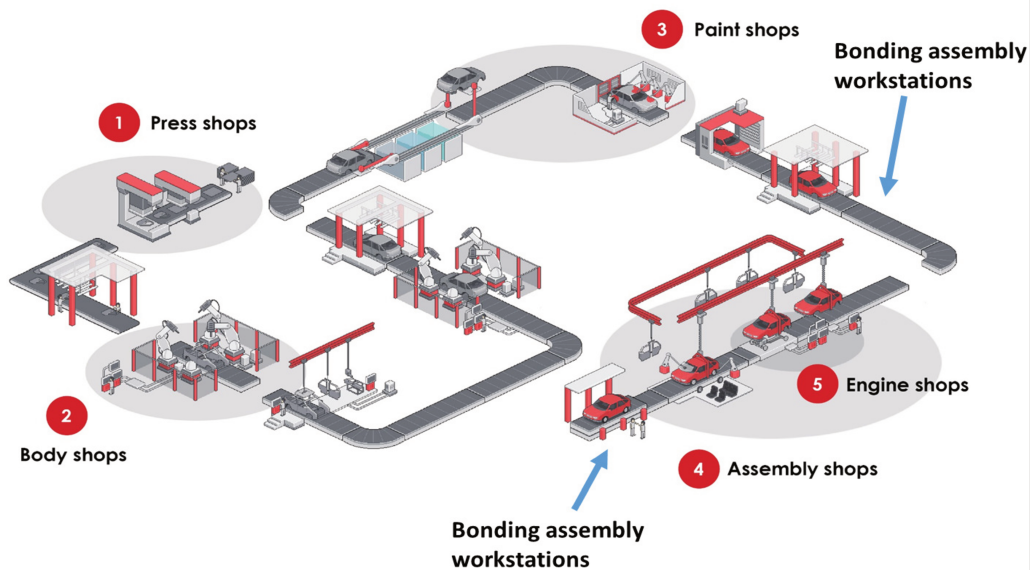 1 Press shops
2
Body shops
3 Paint shops
Bonding assembly
workstations
4 Assembly shops
5 Engine shops
Bonding assembly
workstations